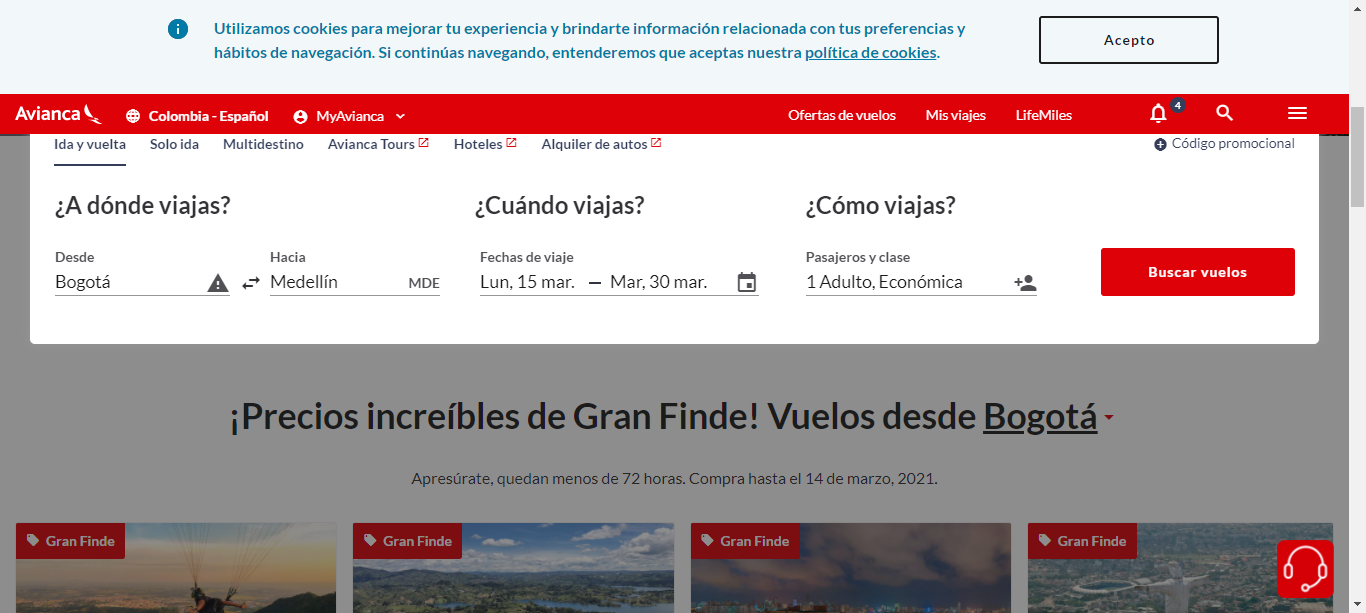 Utilizamos cookies para mejorar tu experiencia y brindarte información relacionada con tus preferencias y
hábitos de navegación. Si continúas navegando, entenderemos que aceptas nuestra política de cookies.
Acepto
Avianca Colombia - Español MyAvianca Ofertas de vuelos Mis viajes LifeMiles 4
Ida y vuelta Solo ida Multidestino Avianca Tours Hoteles Alquiler de autos Código promocional
¿A dónde viajas? ¿Cuándo viajas? ¿Cómo viajas?
Desde Hacia Fechas de viaje Pasajeros y clase
Bogotá Medellín MDE Lun, 15 mar. — Mar, 30 mar. 1 Adulto, Económica
Buscar vuelos
¡Precios increíbles de Gran Finde! Vuelos desde Bogotá
Apresúrate, quedan menos de 72 horas. Compra hasta el 14 de marzo, 2021.
Gran Finde Gran Finde Gran Finde Gran Finde